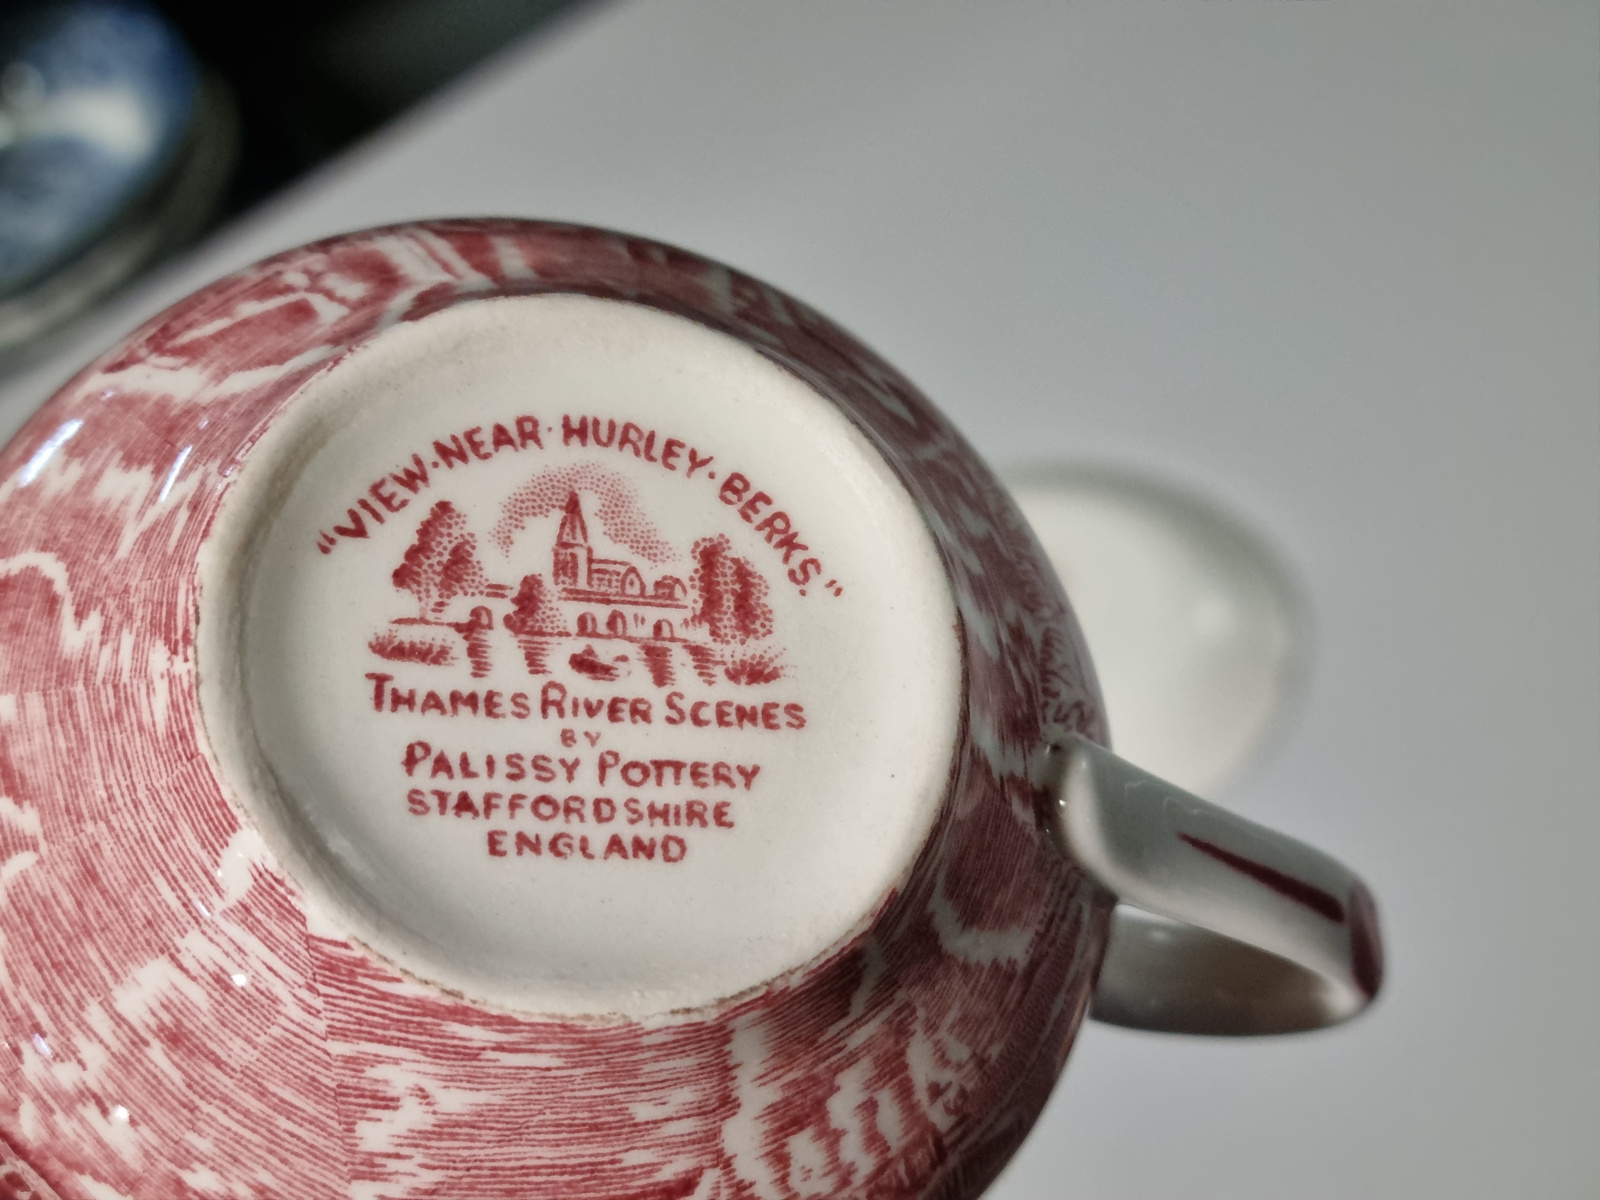 "VIEW·NEAR·HURLEY·BERKS."
THAMES RIVER SCENES
BY
PALISSY POTTERY
STAFFORDSHIRE
ENGLAND